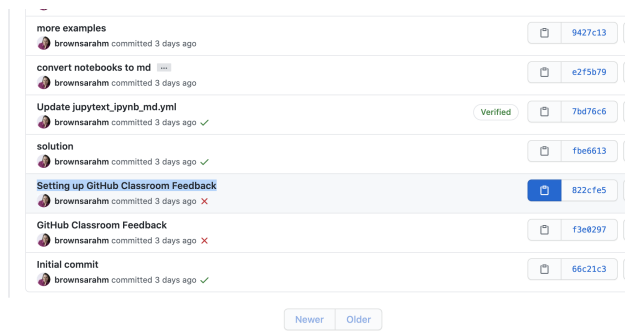 more examples
brownsarahm committed 3 days ago
9427c13
convert notebooks to md ...
brownsarahm committed 3 days ago
e2f5b79
Update jupytext_ipynb_md.yml
brownsarahm committed 3 days ago
Verified
7bd76c6
solution
brownsarahm committed 3 days ago
fbe6613
Setting up GitHub Classroom Feedback
brownsarahm committed 3 days ago
822cfe5
GitHub Classroom Feedback
brownsarahm committed 3 days ago
f3e0297
Initial commit
brownsarahm committed 3 days ago
66c21c3
Newer Older